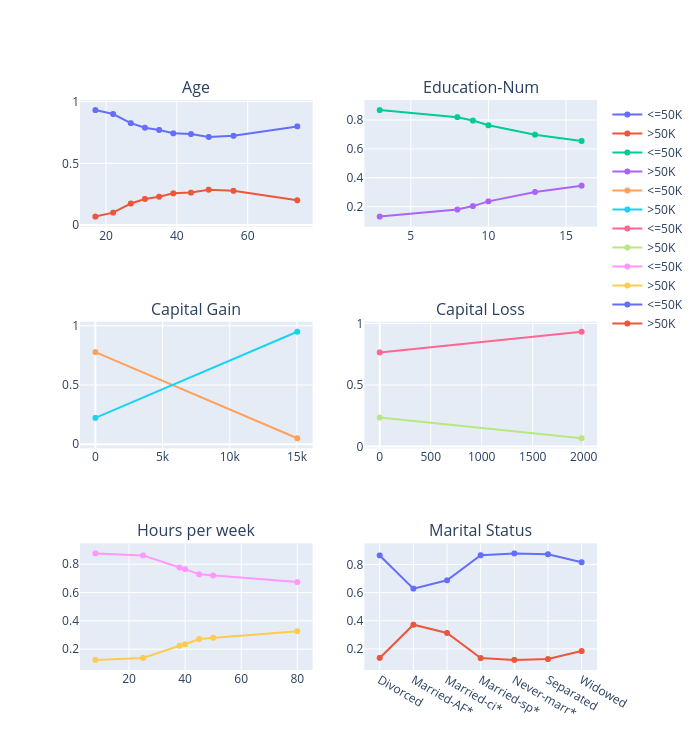 Age
Education-Num
1
0.5
0
20
40
60
0.8
0.6
0.4
0.2
5
10
15
<=50K
>50K
<=50K
>50K
<=50K
>50K
<=50K
>50K
<=50K
>50K
<=50K
>50K
Capital Gain
Capital Loss
1
0.5
0
0
5k
10k
15k
1
0.5
0
0
500
1000
1500
2000
Hours per week
Marital Status
0.8
0.6
0.4
0.2
20
40
60
80
0.8
0.6
0.4
0.2
Divorced
Married-AF*
Married-ci*
Married-sp*
Never-marr*
Separated
Widowed